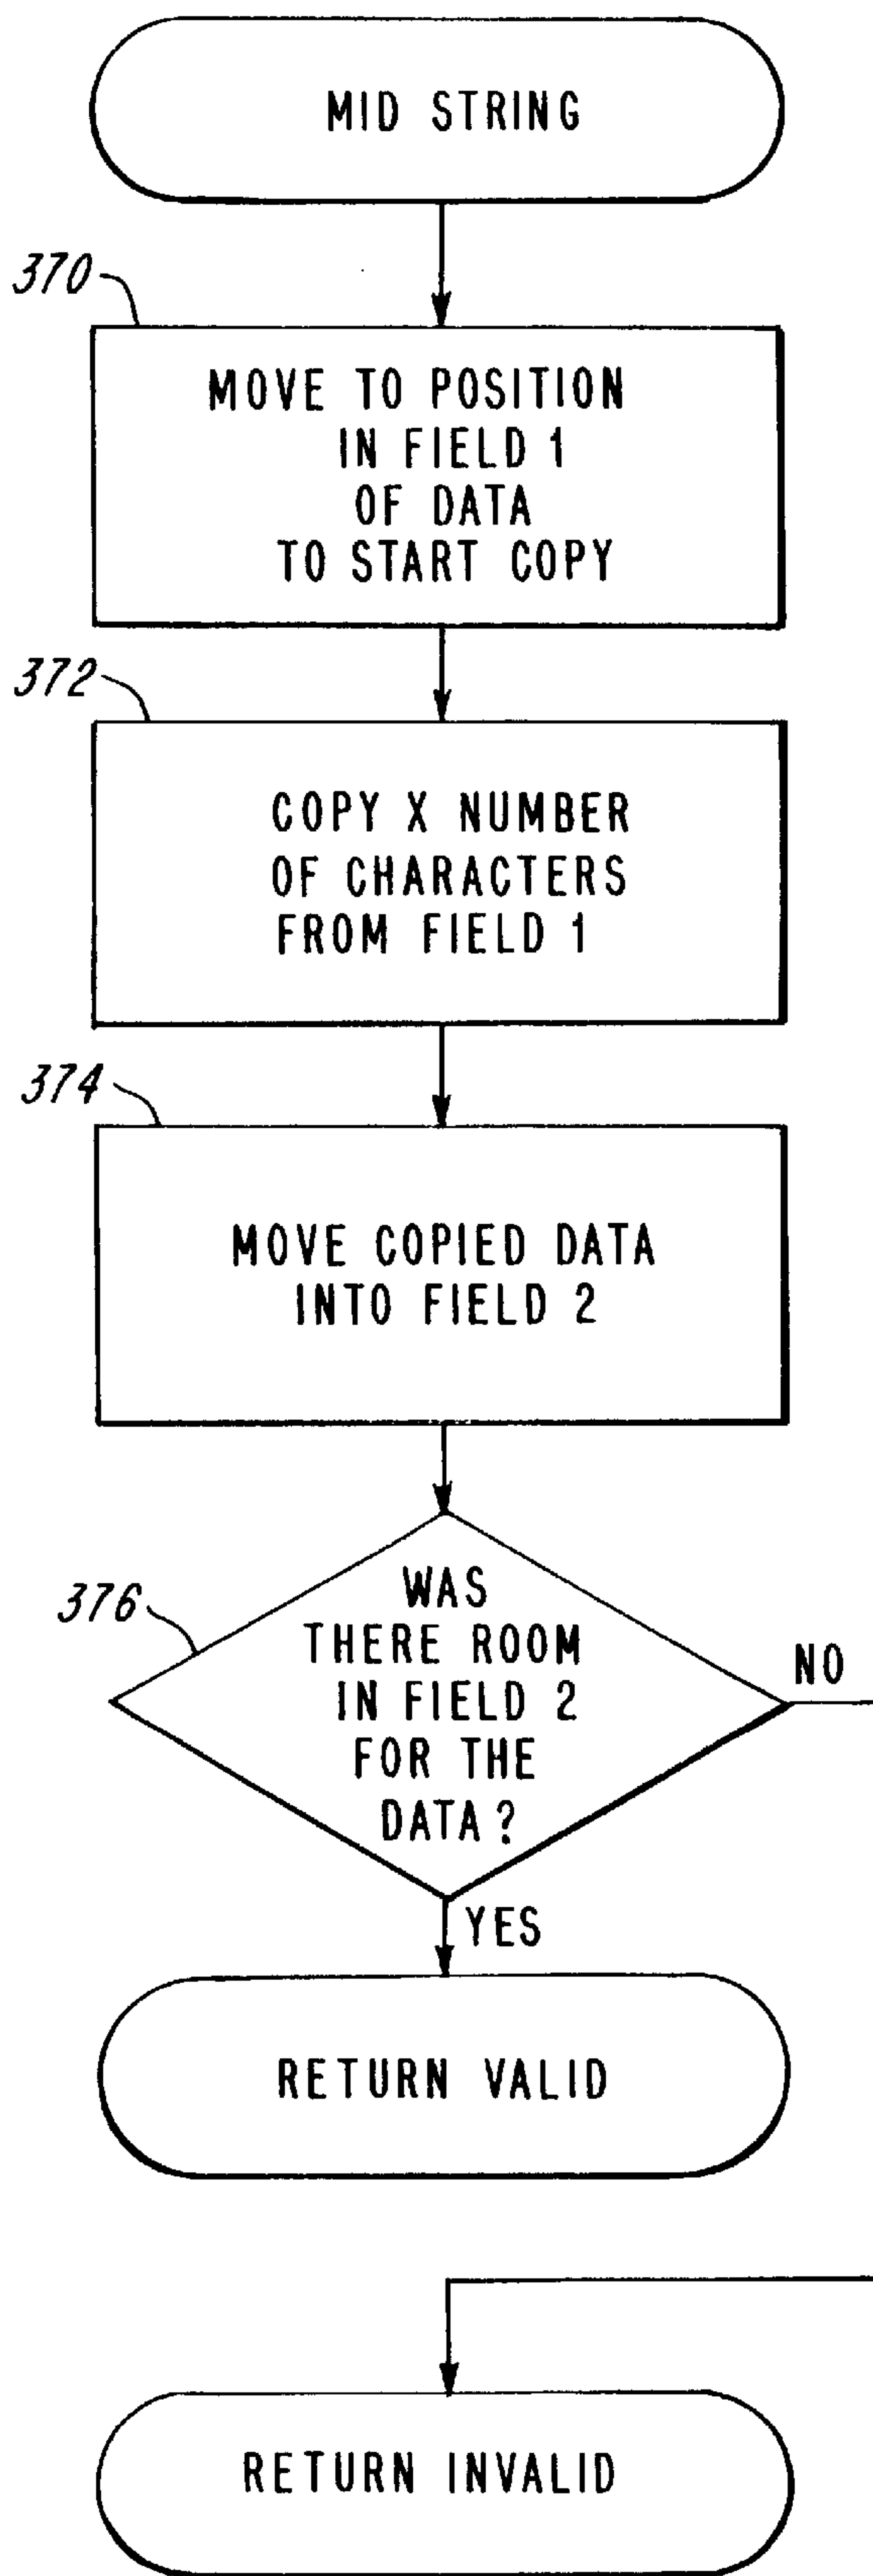 MID STRING
370
MOVE TO POSITION
IN FIELD 1
OF DATA
TO START COPY
372
COPY X NUMBER
OF CHARACTERS
FROM FIELD 1
374
MOVE COPIED DATA
INTO FIELD 2
376
WAS
THERE ROOM
IN FIELD 2
FOR THE
DATA?
NO
YES
RETURN VALID
RETURN INVALID